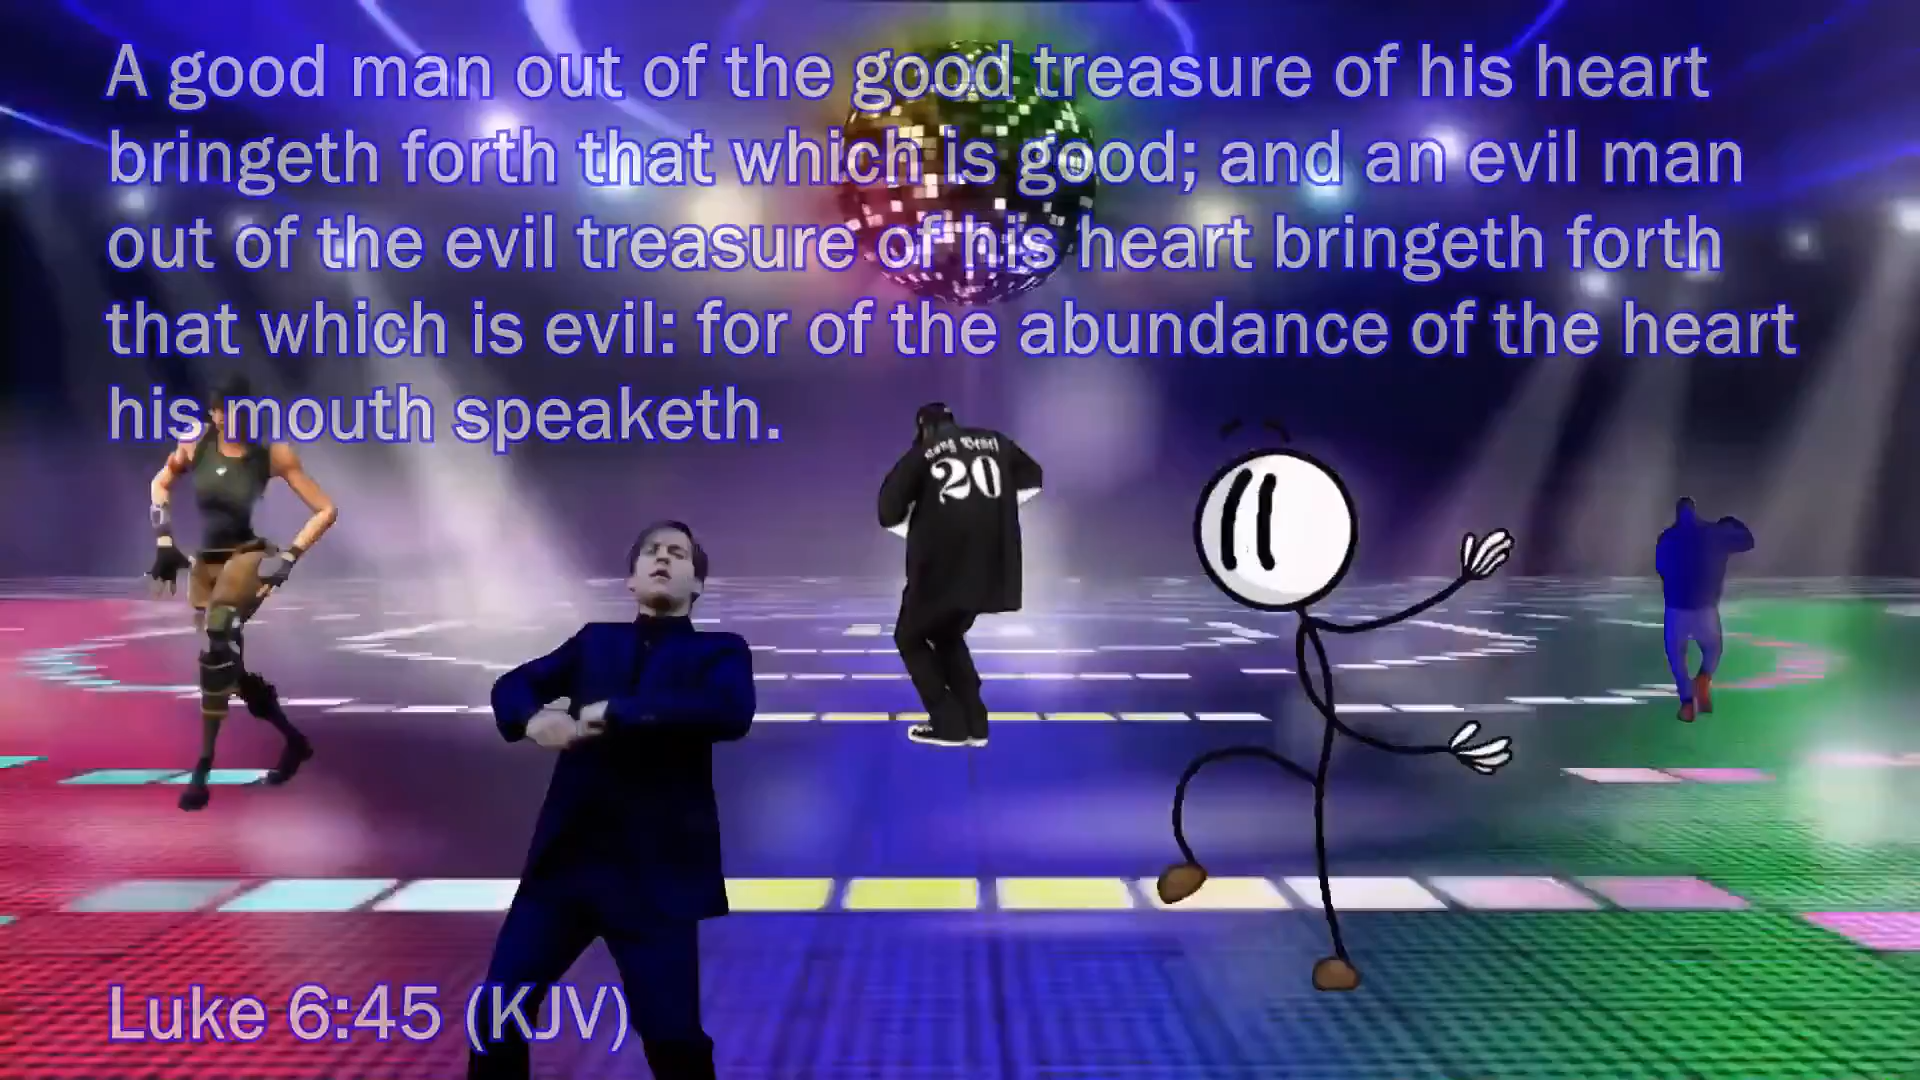 A good man out of the good treasure of his heart
bringeth forth that which is good; and an evil man
out of the evil treasure of his heart bringeth forth
that which is evil: for of the abundance of the heart
his mouth speaketh.
20
Luke 6:45 (KJV)